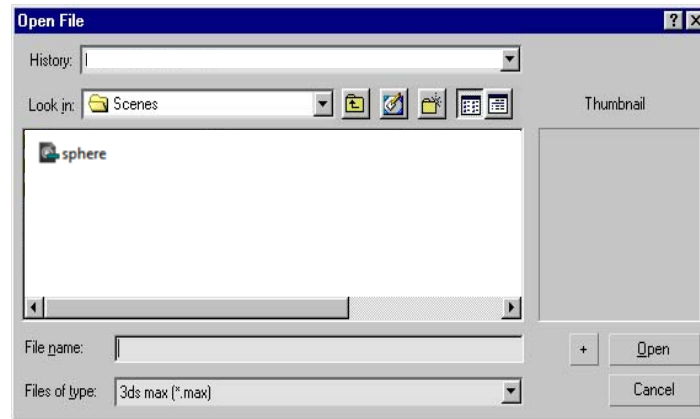 Open File
History:
Look in: Scenes
Thumbnail
sphere
File name:
+ Open
Files of type: 3ds max (*.max)
Cancel